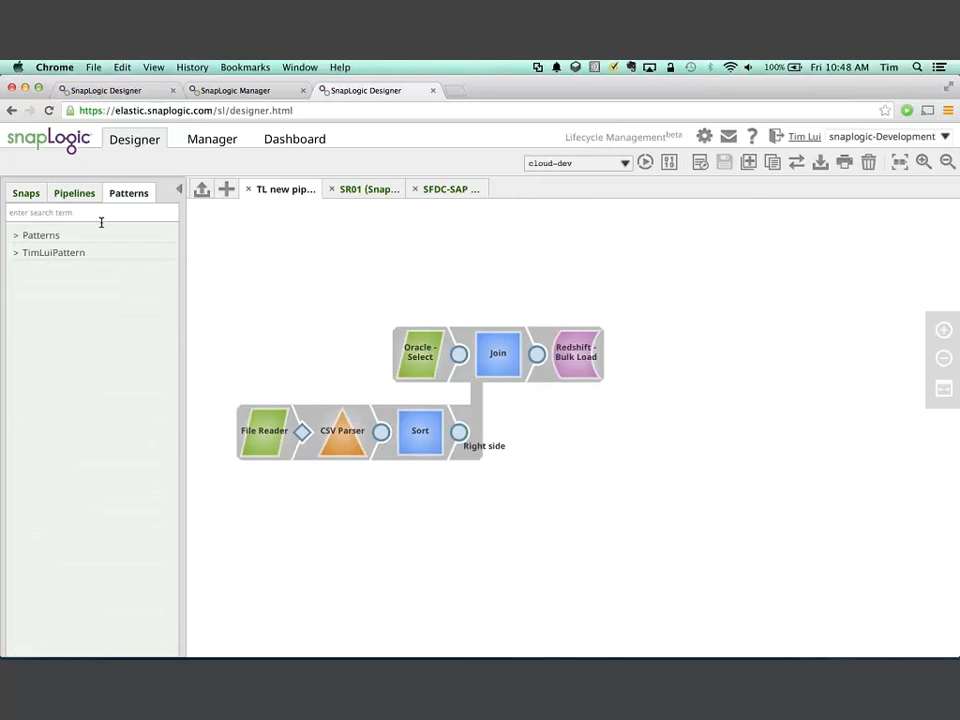 Chrome File Edit View History Bookmarks Window Help 100% Fri 10:48 AM Tim
SnapLogic Designer SnapLogic Manager SnapLogic Designer
https://elastic.snaplogic.com/sl/designer.html
snapLogic Designer Manager Dashboard Lifecycle Management beta Tim Lui snaplogic-Development
cloud-dev
Snaps Pipelines Patterns TL new pip... SR01 (Snap... SFDC-SAP ...
enter search term
> Patterns
> TimLuiPattern
Oracle - Select
Join
Redshift - Bulk Load
File Reader CSV Parser Sort
Right side